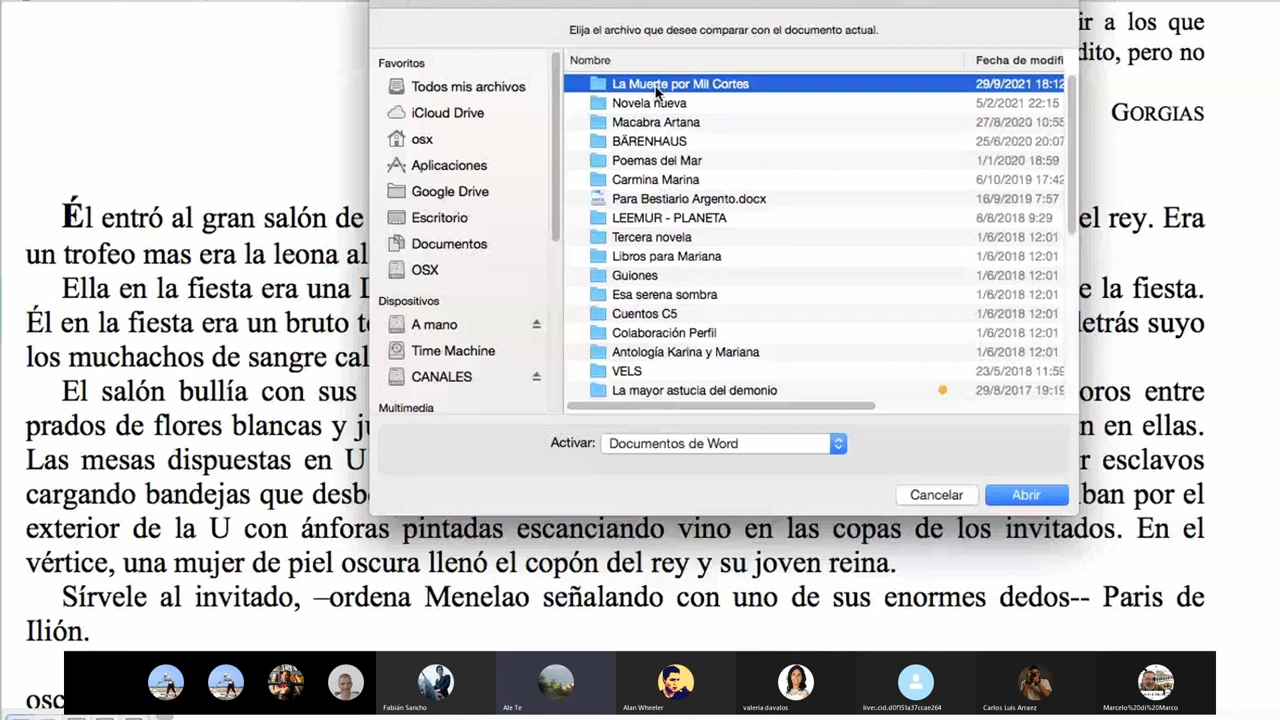 Elija el archivo que desee comparar con el documento actual.
ir a los que
dito, pero no
GORGIAS
Favoritos
Todos mis archivos
iCloud Drive
osx
Aplicaciones
Google Drive
Escritorio
Documentos
OSX
Dispositivos
A mano
Time Machine
CANALES
Multimedia
Nombre Fecha de modifi
La Muerte por Mil Cortes 29/9/2021 18:12
Novela nueva 5/2/2021 22:15
Macabra Artana 27/8/2020 10:55
BÄRENHAUS 25/6/2020 20:07
Poemas del Mar 1/1/2020 18:59
Carmina Marina 6/10/2019 17:42
Para Bestiario Argento.docx 16/9/2019 7:57
LEEMUR - PLANETA 8/8/2018 9:29
Tercera novela 1/6/2018 12:01
Libros para Mariana 1/6/2018 12:01
Guiones 1/6/2018 12:01
Esa serena sombra 1/6/2018 12:01
Cuentos C5 1/6/2018 12:01
Colaboración Perfil 1/6/2018 12:01
Antología Karina y Mariana 1/6/2018 12:01
VELS 23/5/2018 11:59
La mayor astucia del demonio 29/8/2017 19:19
Activar: Documentos de Word
Cancelar Abrir
Él entró al gran salón de el rey. Era
un trofeo mas era la leona al
Ella en la fiesta era una e la fiesta.
Él en la fiesta era un bruto detrás suyo
los muchachos de sangre cal
El salón bullía con sus oros entre
prados de flores blancas y n en ellas.
Las mesas dispuestas en U r esclavos
cargando bandejas que desb ban por el
exterior de la U con ánforas pintadas escanciando vino en las copas de los invitados. En el
vértice, una mujer de piel oscura llenó el copón del rey y su joven reina.
Sírvele al invitado, –ordena Menelao señalando con uno de sus enormes dedos-- Paris de
Ilión.
osc
Fabián Sancho
Ale Te
Alan Wheeler
valeria davalos
live:.cid.d0f151a37ccae264
Carlos Luis Arraez
Marcelo%20di%20Marco